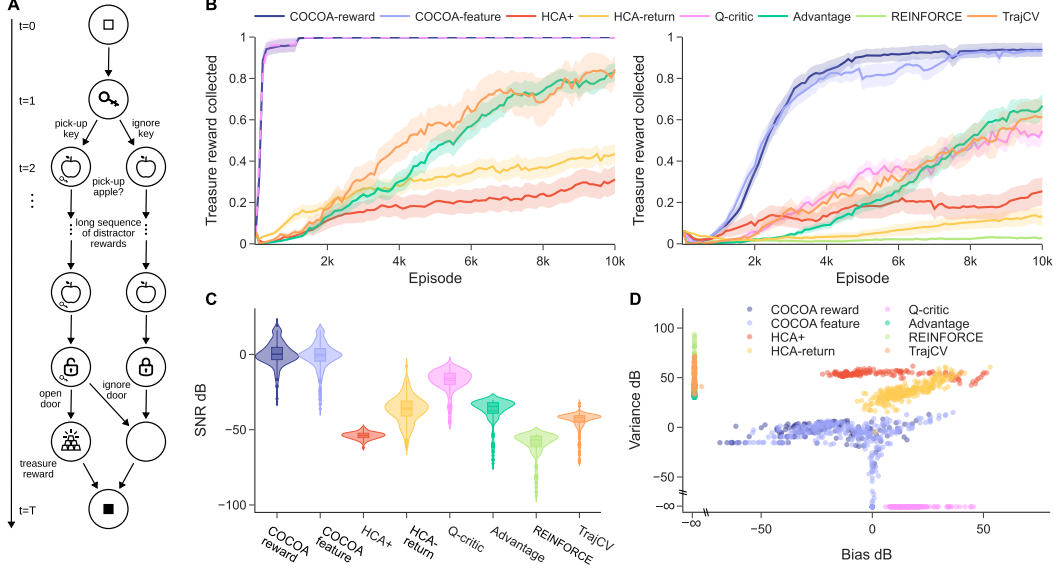 A
t=0
t=1
pick-up
key
ignore
key
t=2
pick-up
apple?
long sequence
of distractor
rewards
open
door
ignore
door
treasure
reward
t=T
B
COCOA-reward COCOA-feature HCA+ HCA-return Q-critic Advantage REINFORCE TrajCV
Treasure reward collected
1
0.8
0.6
0.4
0.2
0
2k 4k 6k 8k 10k
Episode
Treasure reward collected
1
0.8
0.6
0.4
0.2
0
2k 4k 6k 8k 10k
Episode
C
SNR dB
0
−50
−100
COCOA
reward
COCOA
feature
HCA+
HCA-
return
Q-critic
Advantage
REINFORCE
TrajCV
D
COCOA reward
COCOA feature
HCA+
HCA-return
Q-critic
Advantage
REINFORCE
TrajCV
Variance dB
100
50
0
−50
−∞
−∞ −50 0 50
Bias dB